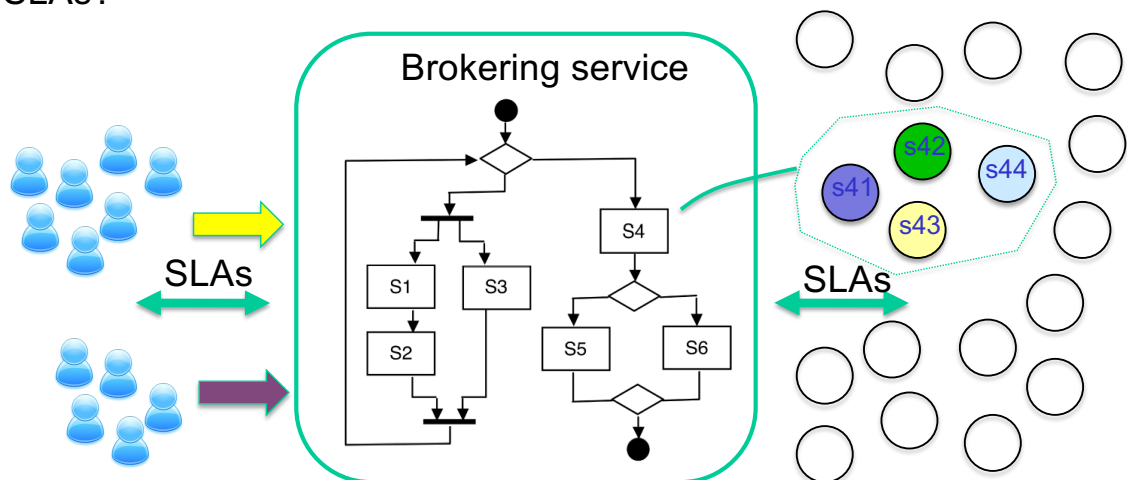 SLAs?
Brokering service
s42
s44
s41
s43
S4
SLAs
SLAs
S1
S3
S2
S5
S6